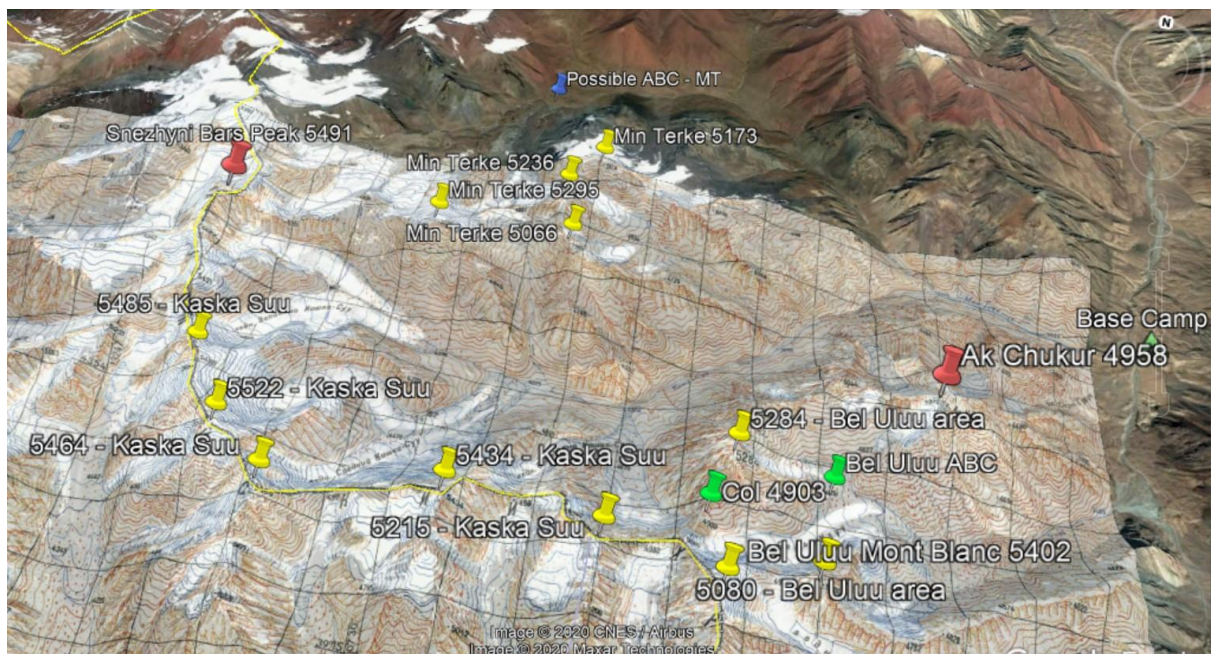 N
Possible ABC - MT
Snezhyni Bars Peak 5491
Min Terke 5173
Min Terke 5236
Min Terke 5295
Min Terke 5066
5485 - Kaska Suu
Base Camp
Ak Chukur 4958
5522 - Kaska Suu
5284 - Bel Uluu area
5464 - Kaska Suu
5434 - Kaska Suu
Bel Uluu ABC
Col 4903
5215 - Kaska Suu
Bel Uluu Mont Blanc 5402
5080 - Bel Uluu area
Image © 2020 CNES / Airbus
Image © 2020 Maxar Technologies